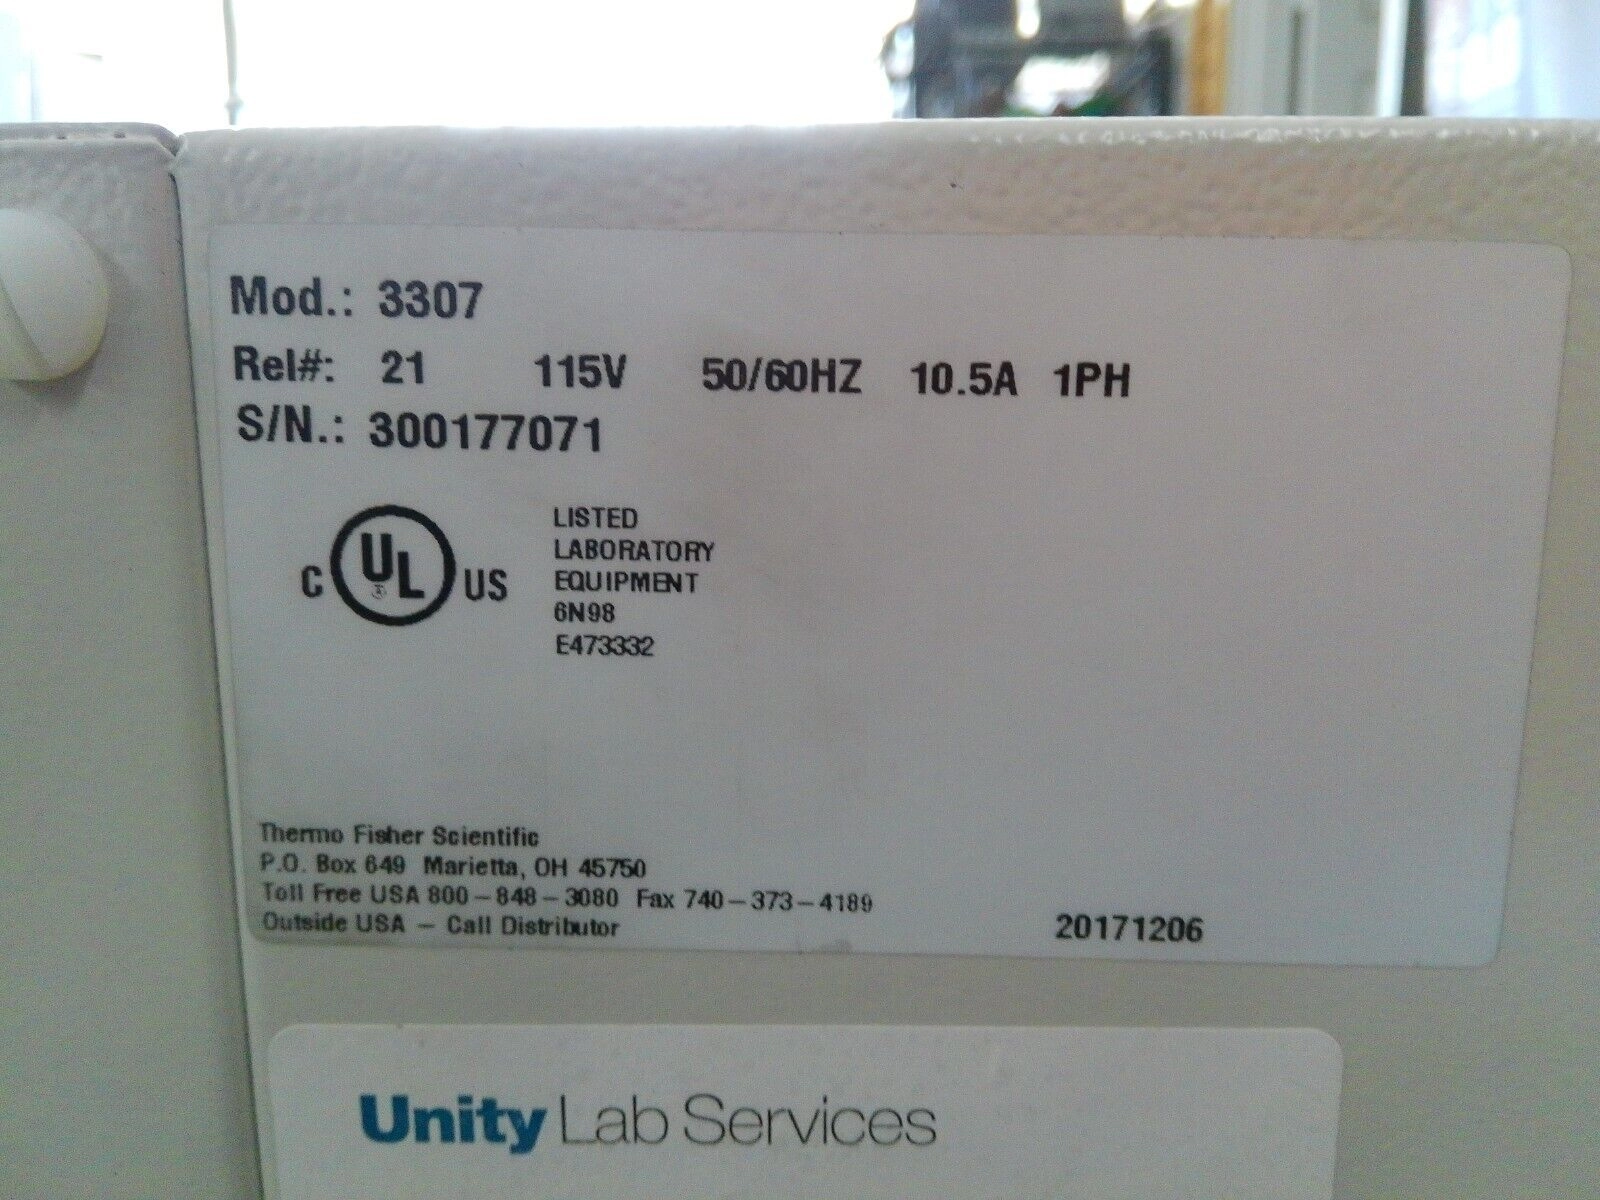 Mod.: 3307
Rel#: 21 115V 50/60HZ 10.5A 1PH
S/N.: 300177071
C UL US
LISTED
LABORATORY
EQUIPMENT
6N98
E473332
Thermo Fisher Scientific
P.O. Box 649 Marietta, OH 45750
Toll Free USA 800-848-3080 Fax 740-373-4189
Outside USA - Call Distributor
20171206
Unity Lab Services